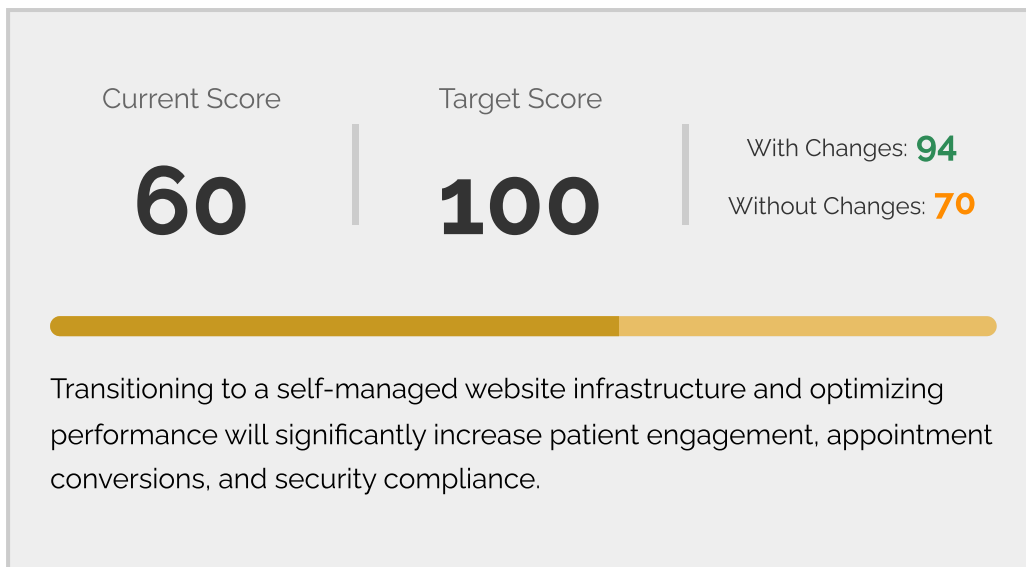 Current Score
60
Target Score
100
With Changes: 94
Without Changes: 70
Transitioning to a self-managed website infrastructure and optimizing
performance will significantly increase patient engagement, appointment
conversions, and security compliance.